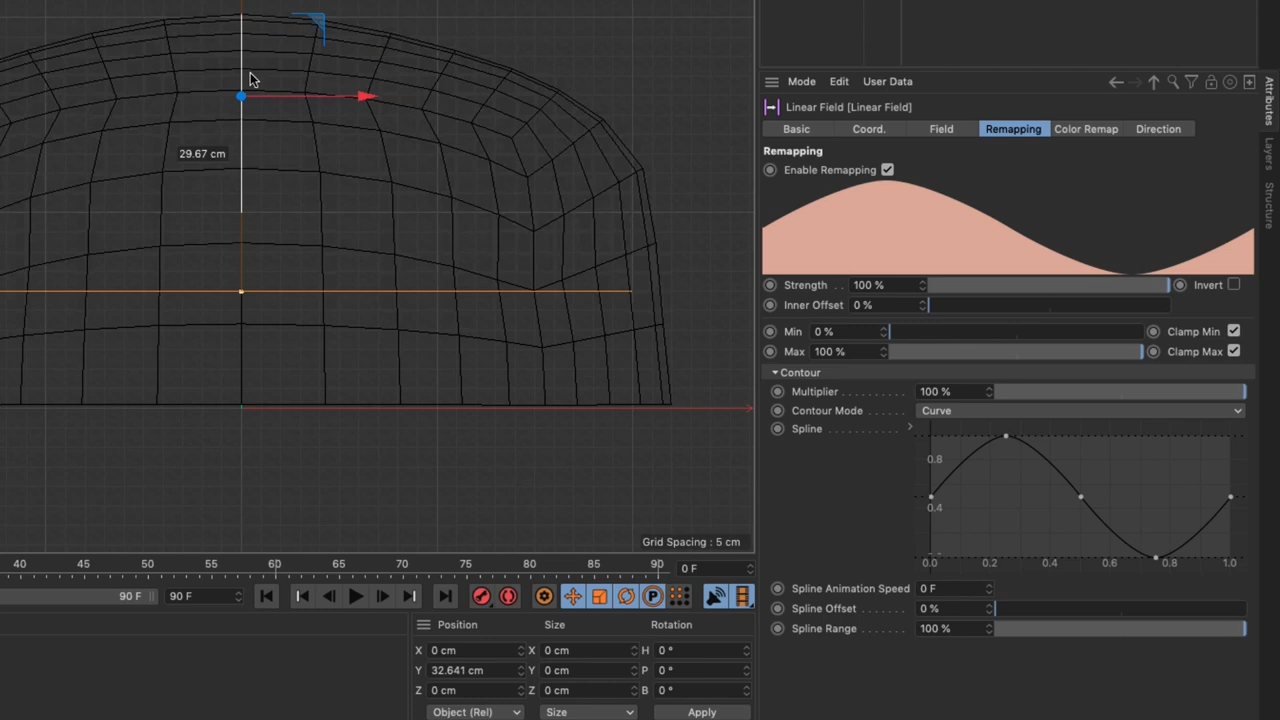 Mode Edit User Data
Linear Field [Linear Field]
Basic Coord. Field Remapping Color Remap Direction
Remapping
Enable Remapping
Strength . . 100 % Invert
Inner Offset 0 %
Min 0 % Clamp Min
Max 100 % Clamp Max
Contour
Multiplier . . . . . . . . . 100 %
Contour Mode . . . . . . Curve
Spline . . . . . . . . . . . .
0.8
0.4
0.0 0.2 0.4 0.6 0.8 1.0
Spline Animation Speed 0 F
Spline Offset . . . . . . . 0 %
Spline Range . . . . . . . 100 %
Attributes
Layers
Structure
29.67 cm
Grid Spacing : 5 cm
40 45 50 55 60 65 70 75 80 85 90 0 F
90 F 90 F
Position Size Rotation
X 0 cm X 0 cm H 0 °
Y 32.641 cm Y 0 cm P 0 °
Z 0 cm Z 0 cm B 0 °
Object (Rel) Size Apply